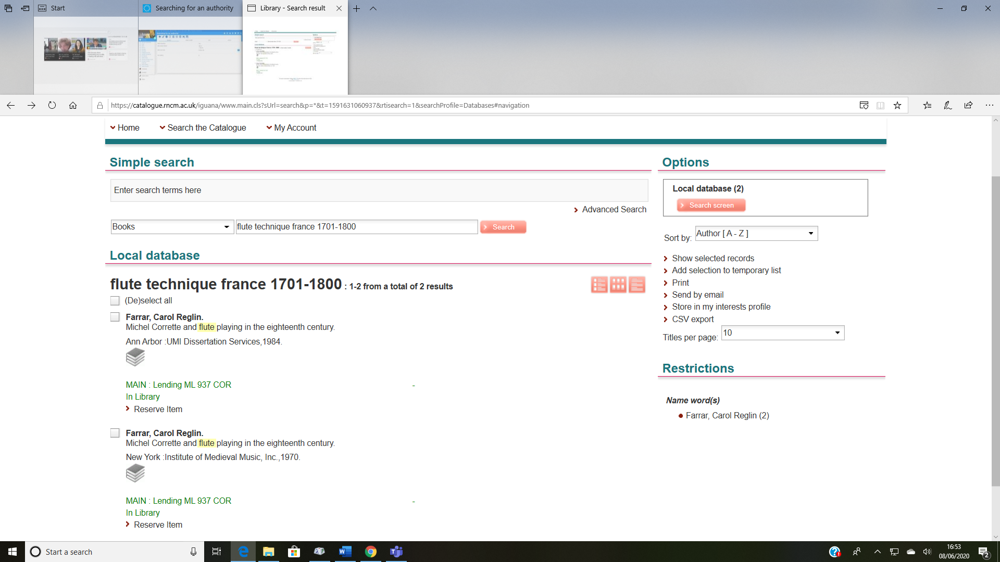 Start
Searching for an authority
Library - Search result
https://catalogue.rncm.ac.uk/iguana/www.main.cls?sUrl=search&p=*&t=1591631060937&rtisearch=1&searchProfile=Databases#navigation
Home
Search the Catalogue
My Account
Simple search
Enter search terms here
Advanced Search
Books
flute technique france 1701-1800
Search
Local database
flute technique france 1701-1800 : 1-2 from a total of 2 results
(De)select all
Farrar, Carol Reglin.
Michel Corrette and flute playing in the eighteenth century.
Ann Arbor :UMI Dissertation Services,1984.
MAIN : Lending ML 937 COR
-
In Library
Reserve Item
Farrar, Carol Reglin.
Michel Corrette and flute playing in the eighteenth century.
New York :Institute of Medieval Music, Inc.,1970.
MAIN : Lending ML 937 COR
-
In Library
Reserve Item
Options
Local database (2)
Search screen
Sort by: Author [ A - Z ]
Show selected records
Add selection to temporary list
Print
Send by email
Store in my interests profile
CSV export
Titles per page: 10
Restrictions
Name word(s)
Farrar, Carol Reglin (2)
Start a search
16:53
08/06/2020
2